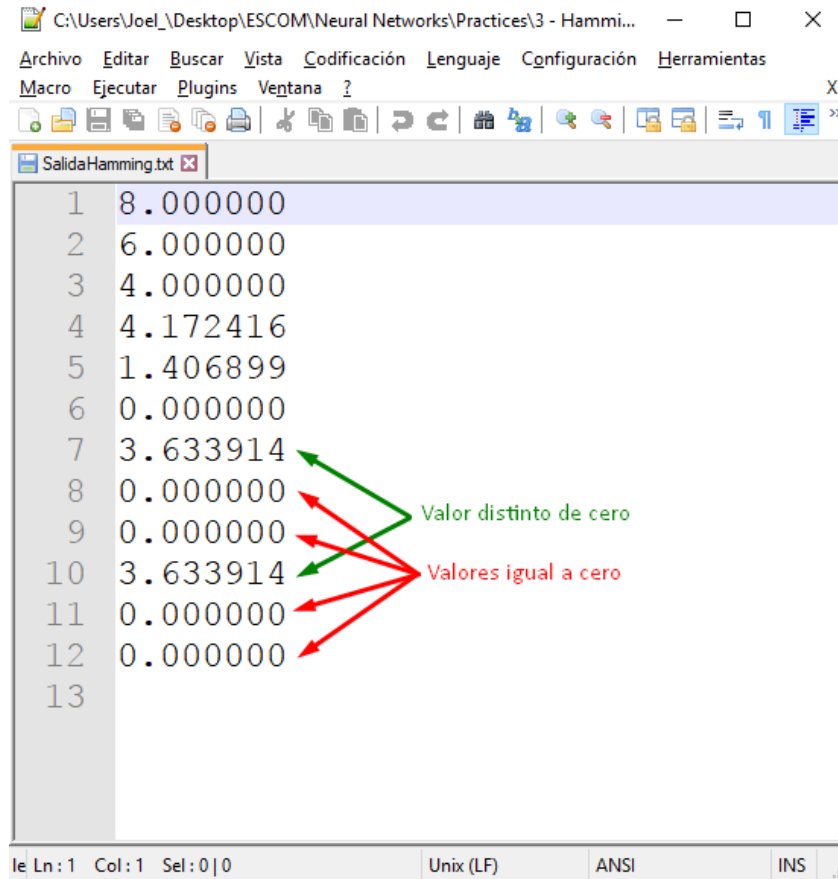 C:\Users\Joel_\Desktop\ESCOM\Neural Networks\Practices\3 - Hammi...
Archivo Editar Buscar Vista Codificación Lenguaje Configuración Herramientas
Macro Ejecutar Plugins Ventana ? X
SalidaHamming.txt
1 8.000000
2 6.000000
3 4.000000
4 4.172416
5 1.406899
6 0.000000
7 3.633914
8 0.000000
Valor distinto de cero
9 0.000000
10 3.633914 Valores igual a cero
11 0.000000
12 0.000000
13
le Ln : 1 Col : 1 Sel : 0 | 0 Unix (LF) ANSI INS